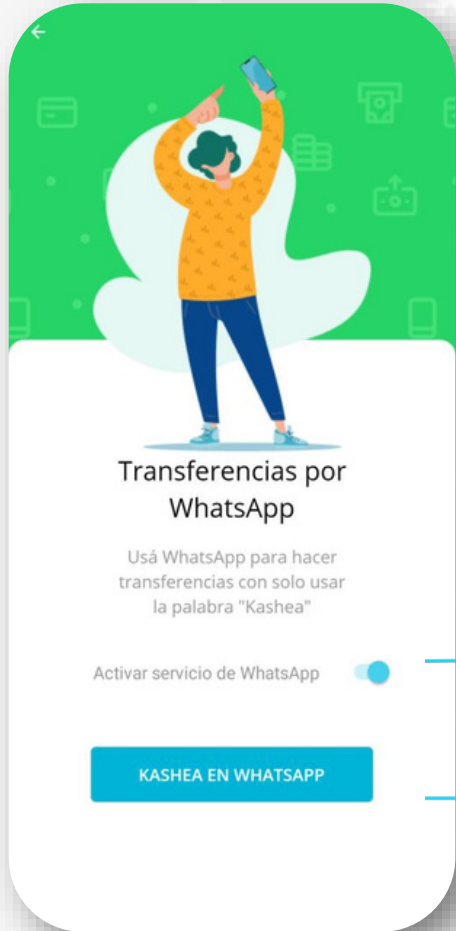 Transferencias por
WhatsApp
Usá WhatsApp para hacer
transferencias con solo usar
la palabra "Kashea"
Activar servicio de WhatsApp
KASHEA EN WHATSAPP